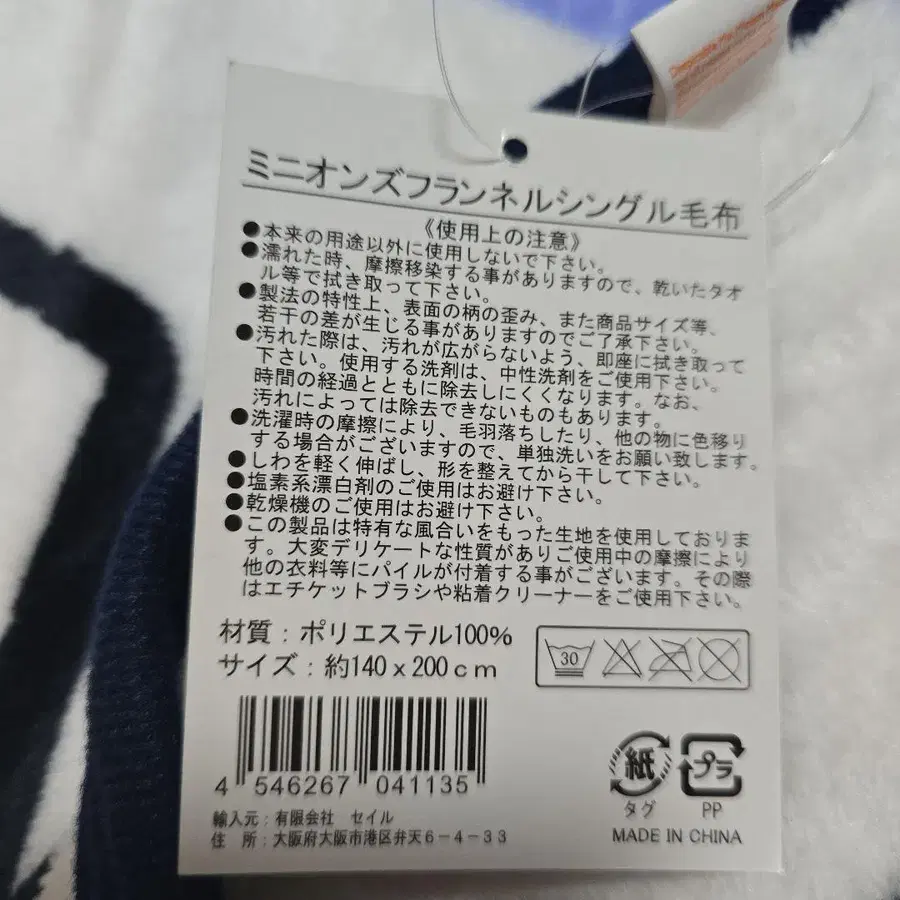 ミニオンズフランネルシングル毛布
《使用上の注意》
●本来の用途以外に使用しないで下さい。
●濡れた時、摩擦移染する事がありますので、乾いたタオ
ル等で拭き取って下さい。
●製法の特性上、表面の柄の歪み、また商品サイズ等、
若干の差が生じる事がありますのでご了承下さい。
●汚れた際は、汚れが広がらないよう、即座に拭き取って
下さい。使用する洗剤は、中性洗剤をご使用下さい。
時間の経過とともに除去しにくくなります。なお、
汚れによっては除去できないものもあります。
●洗濯時の摩擦により、毛羽落ちしたり、他の物に色移り
する場合がございますので、単独洗いをお願い致します。
●しわを軽く伸ばし、形を整えてから干して下さい。
●塩素系漂白剤のご使用はお避け下さい。
●乾燥機のご使用はお避け下さい。
●この製品は特有な風合いをもった生地を使用しておりま
す。大変デリケートな性質がありご使用中の摩擦により
他の衣料等にパイルが付着する事がございます。その際
はエチケットブラシや粘着クリーナーをご使用下さい。
材質：ポリエステル100%
サイズ：約140x200cm
30
4 546267 041135
紙 プラ
タグ PP
輸入元：有限会社 セイル
住 所：大阪府大阪市港区弁天6-4-33
MADE IN CHINA